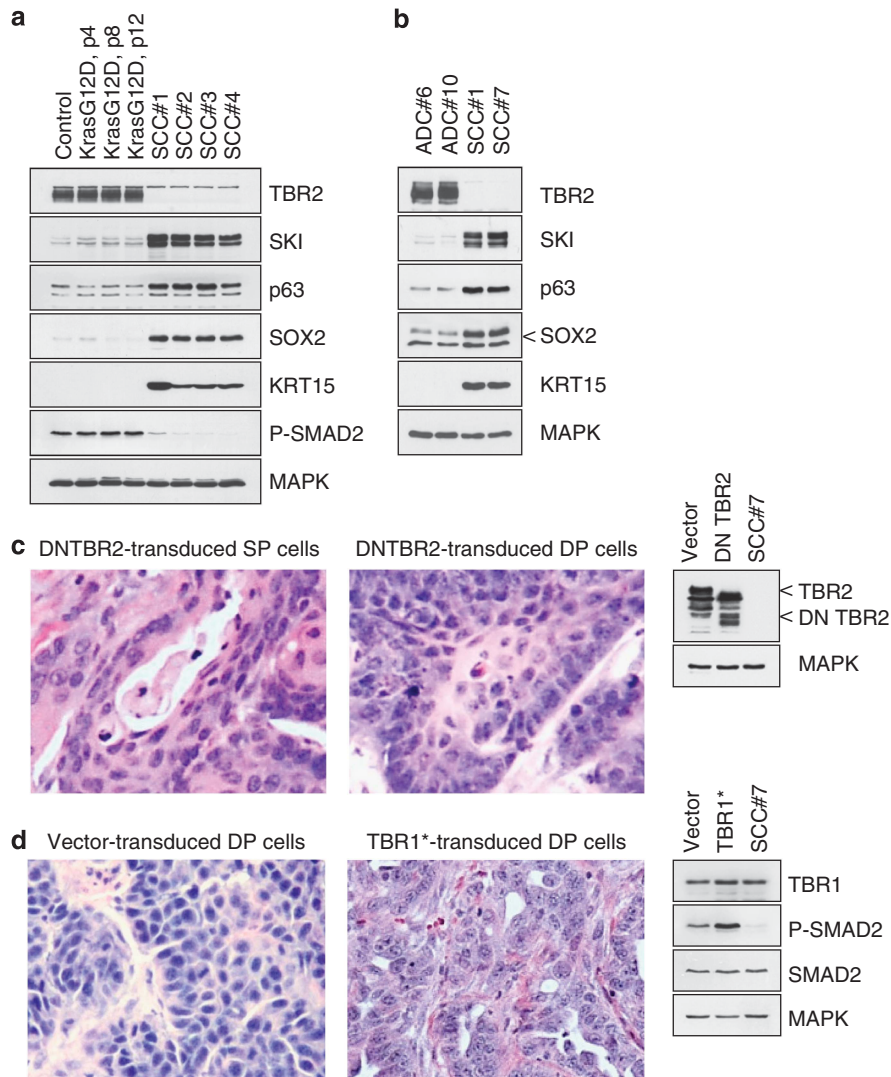 a
Control
KrasG12D, p4
KrasG12D, p8
KrasG12D, p12
SCC#1
SCC#2
SCC#3
SCC#4
TBR2
SKI
p63
SOX2
KRT15
P-SMAD2
MAPK
b
ADC#6
ADC#10
SCC#1
SCC#7
TBR2
SKI
p63
< SOX2
KRT15
MAPK
c
DNTBR2-transduced SP cells
DNTBR2-transduced DP cells
Vector
DN TBR2
SCC#7
< TBR2
< DN TBR2
MAPK
d
Vector-transduced DP cells
TBR1*-transduced DP cells
Vector
TBR1*
SCC#7
TBR1
P-SMAD2
SMAD2
MAPK